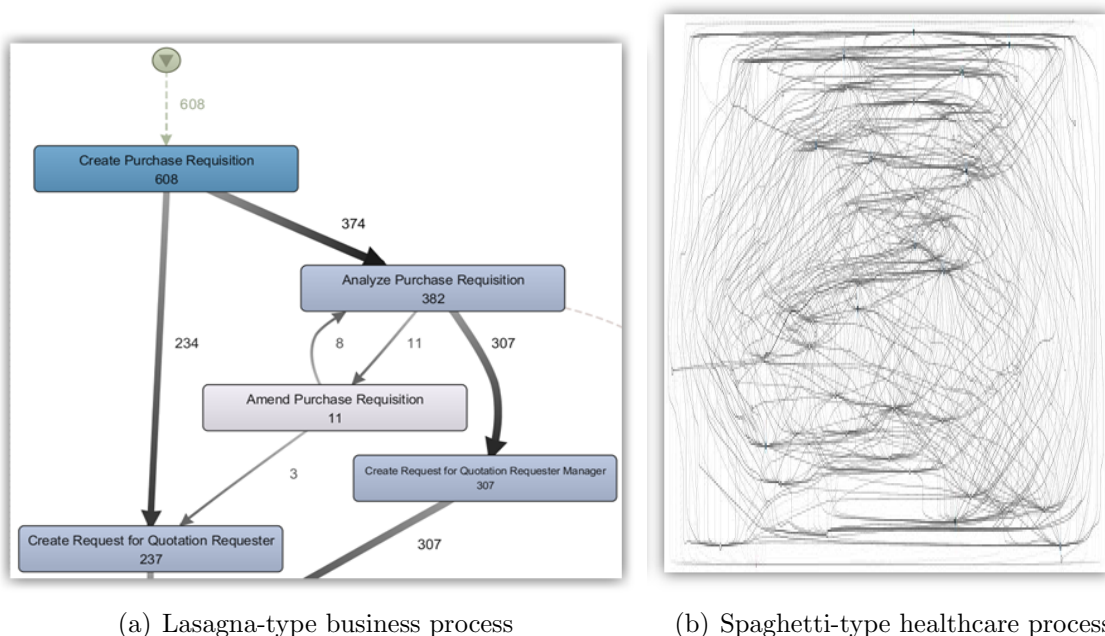 608
Create Purchase Requisition
608
374
Analyze Purchase Requisition
382
234
8
11
307
Amend Purchase Requisition
11
3
Create Request for Quotation Requester Manager
307
Create Request for Quotation Requester
237
307
(a) Lasagna-type business process
(b) Spaghetti-type healthcare process